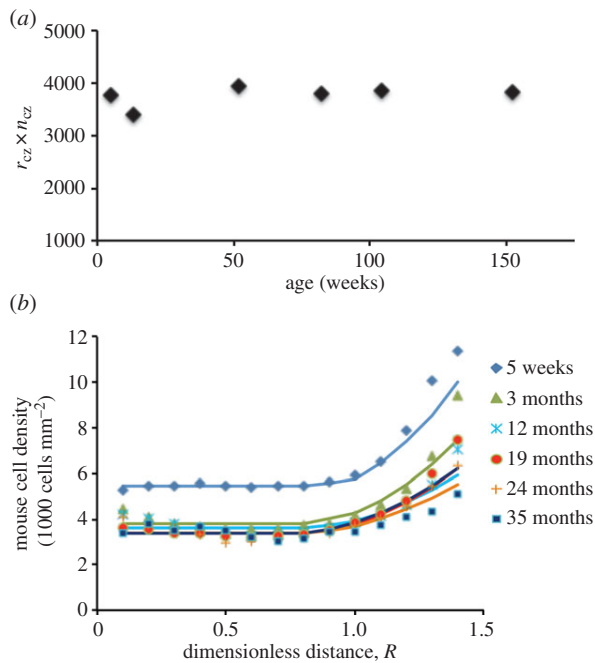 (a)
5000
4000
3000
2000
1000
r_cz × n_cz
0
50
100
150
age (weeks)
(b)
12
10
8
6
4
2
0
mouse cell density
(1000 cells mm⁻²)
0
0.5
1.0
1.5
dimensionless distance, R
5 weeks
3 months
12 months
19 months
24 months
35 months